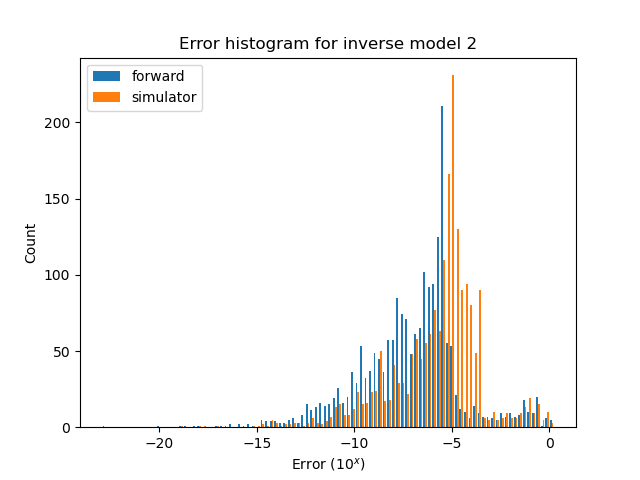 Error histogram for inverse model 2
forward
simulator
200
150
100
50
0
Count
−20
−15
−10
−5
0
Error (10^x)